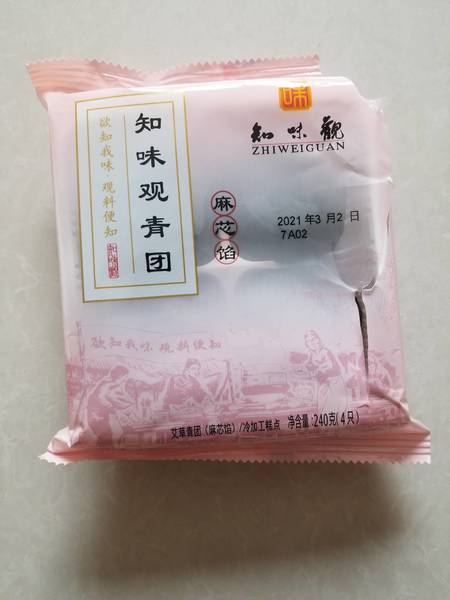 味
知味觀
ZHIWEIGUAN
知味观青团
欲知我味·观料便知
麻芯馅
2021年3月2日
7A02
欲知我味 观料便知
艾草青团（麻芯馅）/冷加工糕点 净含量:240克(4只)